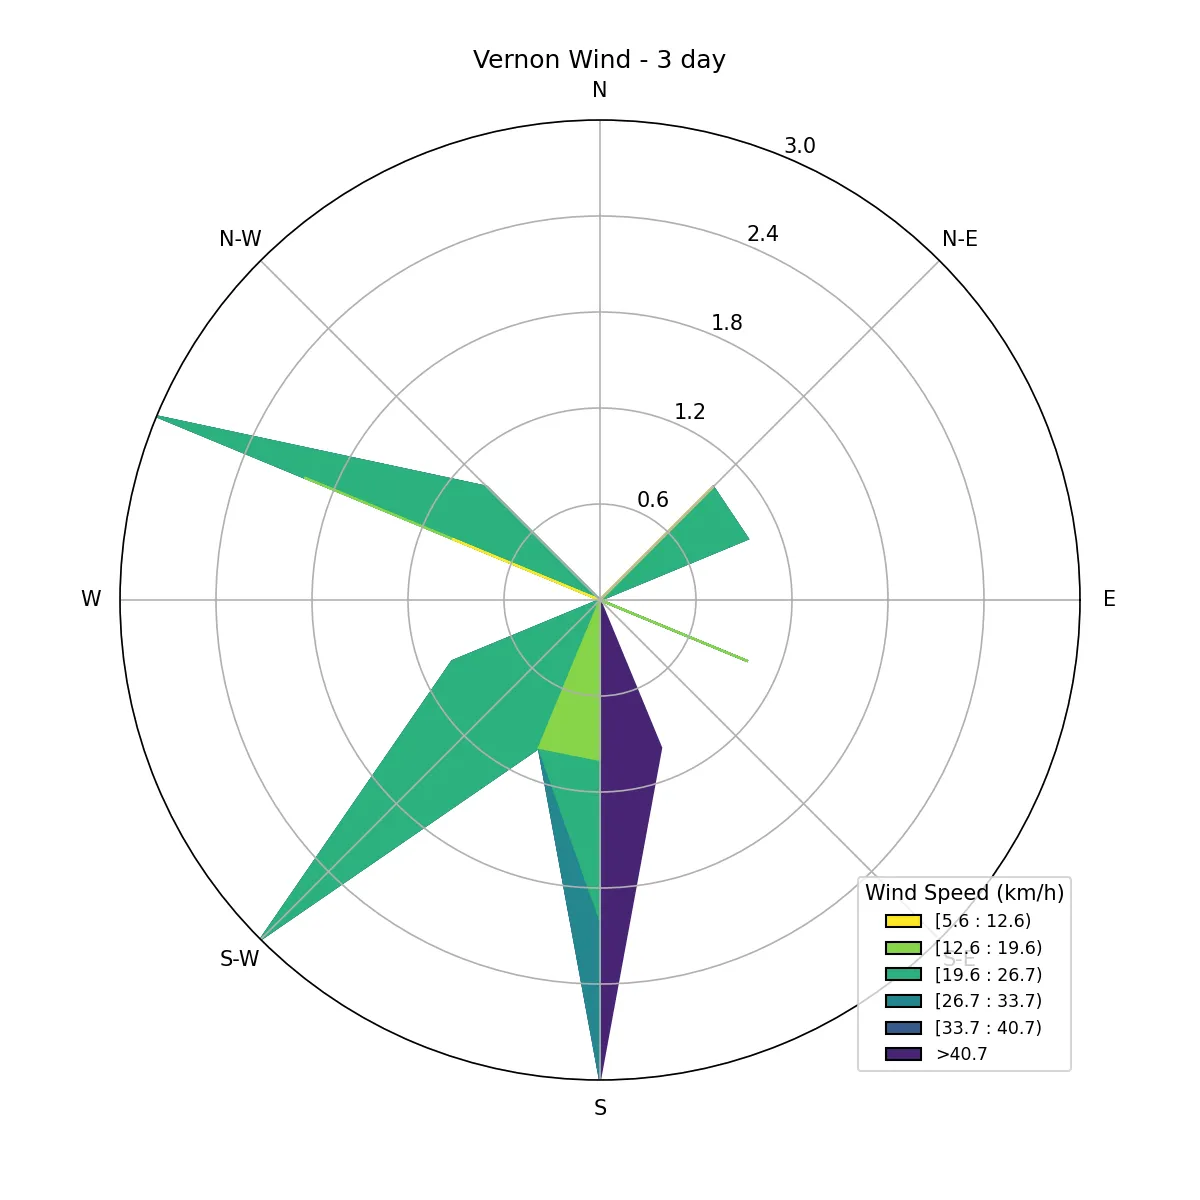 Vernon Wind - 3 day
N
3.0
N-W
2.4
N-E
1.8
1.2
0.6
W
E
S-W
S-E
Wind Speed (km/h)
[5.6 : 12.6)
[12.6 : 19.6)
[19.6 : 26.7)
[26.7 : 33.7)
[33.7 : 40.7)
>40.7
S